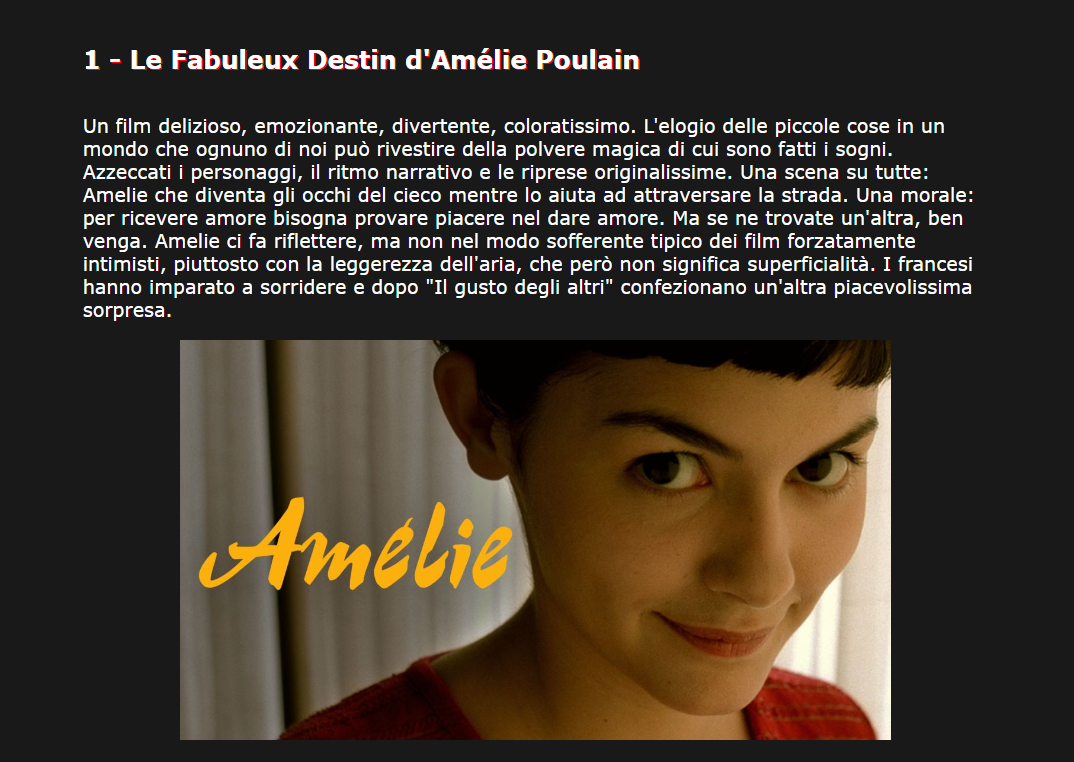 1 - Le Fabuleux Destin d'Amélie Poulain
Un film delizioso, emozionante, divertente, coloratissimo. L'elogio delle piccole cose in un
mondo che ognuno di noi può rivestire della polvere magica di cui sono fatti i sogni.
Azzeccati i personaggi, il ritmo narrativo e le riprese originalissime. Una scena su tutte:
Amelie che diventa gli occhi del cieco mentre lo aiuta ad attraversare la strada. Una morale:
per ricevere amore bisogna provare piacere nel dare amore. Ma se ne trovate un'altra, ben
venga. Amelie ci fa riflettere, ma non nel modo sofferente tipico dei film forzatamente
intimisti, piuttosto con la leggerezza dell'aria, che però non significa superficialità. I francesi
hanno imparato a sorridere e dopo "Il gusto degli altri" confezionano un'altra piacevolissima
sorpresa.
Amélie